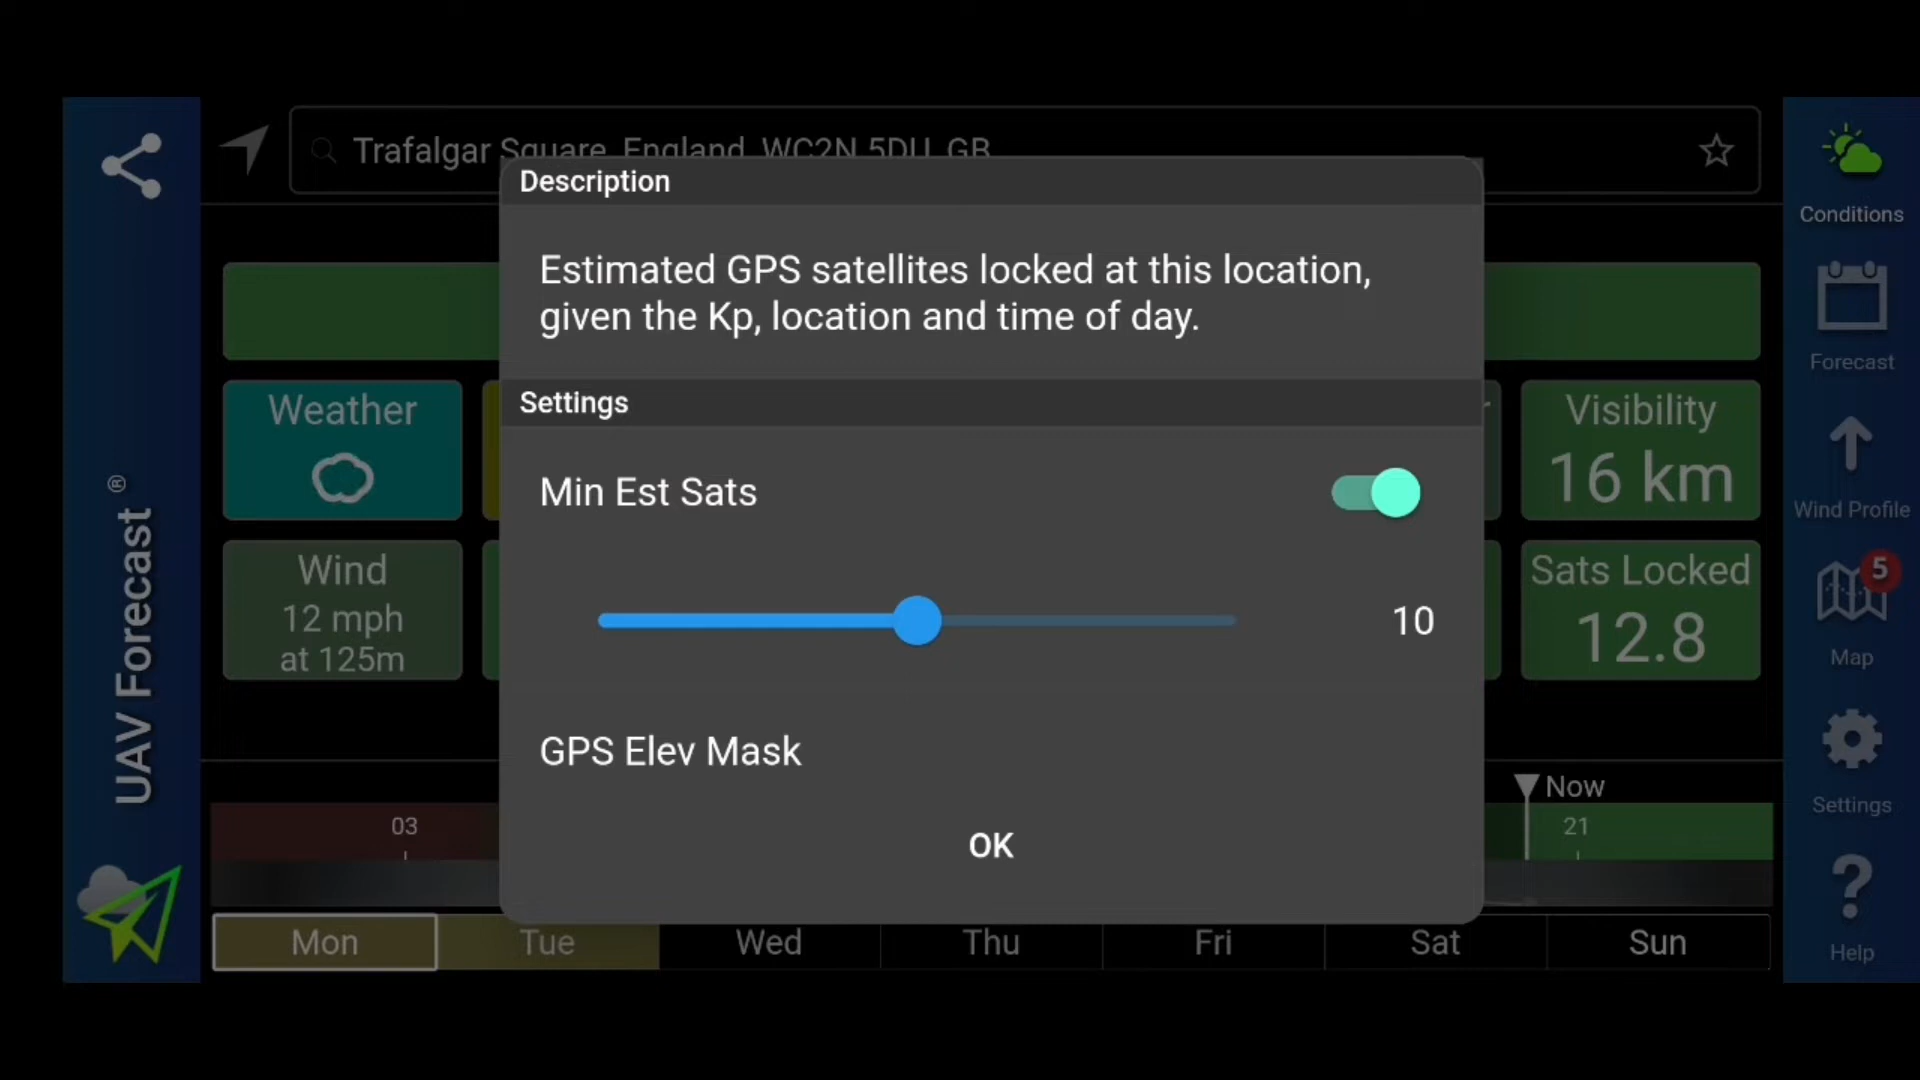 UAV Forecast ®
Trafalgar Square, England, WC2N 5DU, GB
Description
Estimated GPS satellites locked at this location,
given the Kp, location and time of day.
Settings
Min Est Sats
10
GPS Elev Mask
OK
Weather
Visibility
16 km
Wind
12 mph
at 125m
Sats Locked
12.8
Now
03
21
Mon
Tue
Wed
Thu
Fri
Sat
Sun
Conditions
Forecast
Wind Profile
5
Map
Settings
Help